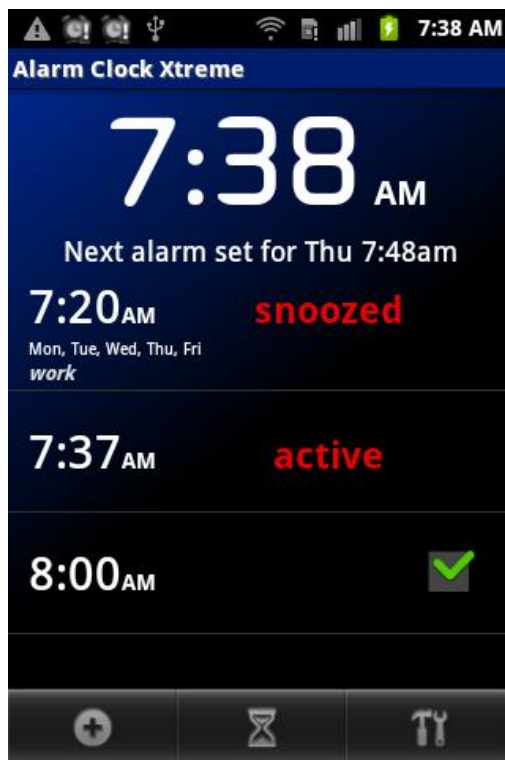 7:38 AM
Alarm Clock Xtreme
7:38 AM
Next alarm set for Thu 7:48am
7:20AM snoozed
Mon, Tue, Wed, Thu, Fri
work
7:37AM active
8:00AM